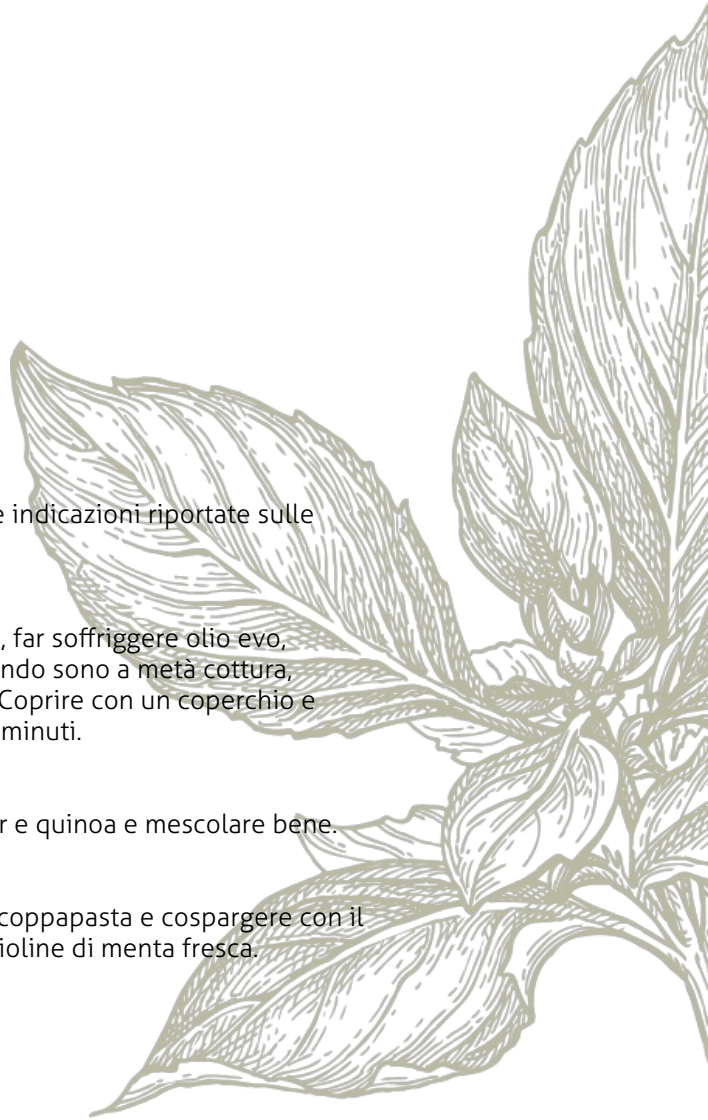 e indicazioni riportate sulle
, far soffriggere olio evo,
ndo sono a metà cottura,
Coprire con un coperchio e
minuti.
r e quinoa e mescolare bene.
coppapasta e cospargere con il
lioline di menta fresca.